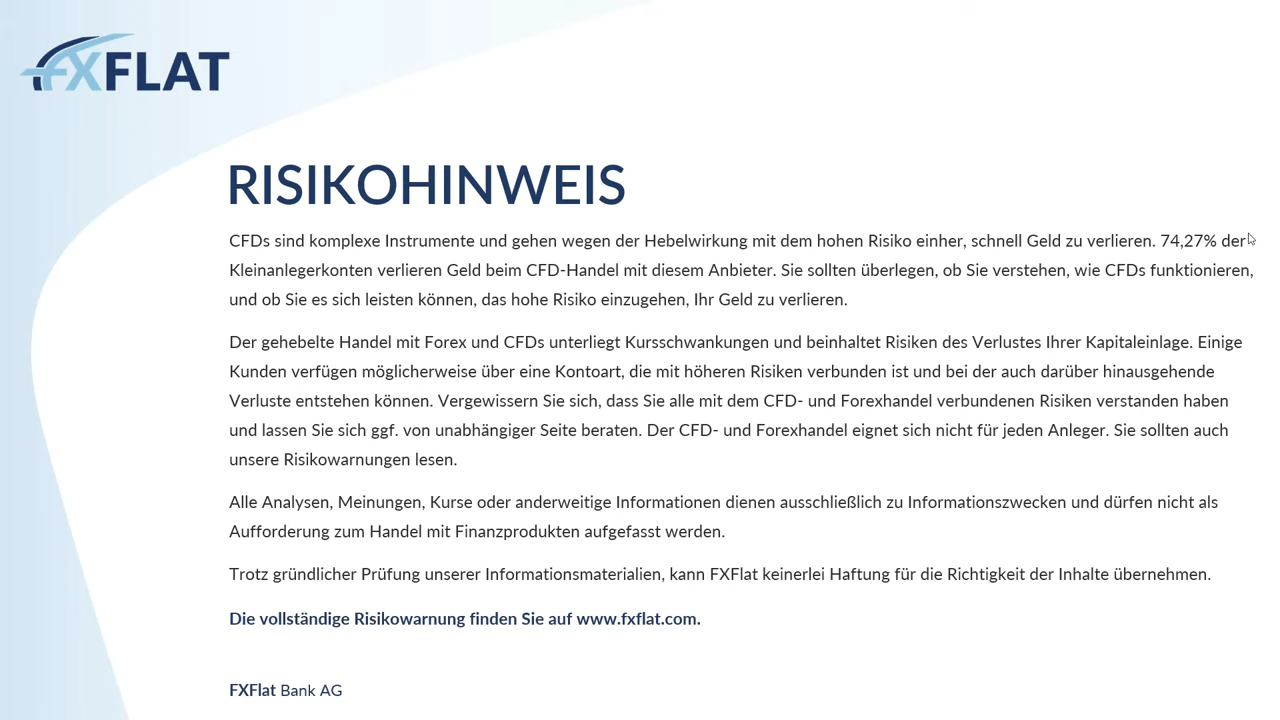 FXFLAT
RISIKOHINWEIS
CFDs sind komplexe Instrumente und gehen wegen der Hebelwirkung mit dem hohen Risiko einher, schnell Geld zu verlieren. 74,27% der
Kleinanlegerkonten verlieren Geld beim CFD-Handel mit diesem Anbieter. Sie sollten überlegen, ob Sie verstehen, wie CFDs funktionieren,
und ob Sie es sich leisten können, das hohe Risiko einzugehen, Ihr Geld zu verlieren.
Der gehebelte Handel mit Forex und CFDs unterliegt Kursschwankungen und beinhaltet Risiken des Verlustes Ihrer Kapitaleinlage. Einige
Kunden verfügen möglicherweise über eine Kontoart, die mit höheren Risiken verbunden ist und bei der auch darüber hinausgehende
Verluste entstehen können. Vergewissern Sie sich, dass Sie alle mit dem CFD- und Forexhandel verbundenen Risiken verstanden haben
und lassen Sie sich ggf. von unabhängiger Seite beraten. Der CFD- und Forexhandel eignet sich nicht für jeden Anleger. Sie sollten auch
unsere Risikowarnungen lesen.
Alle Analysen, Meinungen, Kurse oder anderweitige Informationen dienen ausschließlich zu Informationszwecken und dürfen nicht als
Aufforderung zum Handel mit Finanzprodukten aufgefasst werden.
Trotz gründlicher Prüfung unserer Informationsmaterialien, kann FXFlat keinerlei Haftung für die Richtigkeit der Inhalte übernehmen.
Die vollständige Risikowarnung finden Sie auf www.fxflat.com.
FXFlat Bank AG